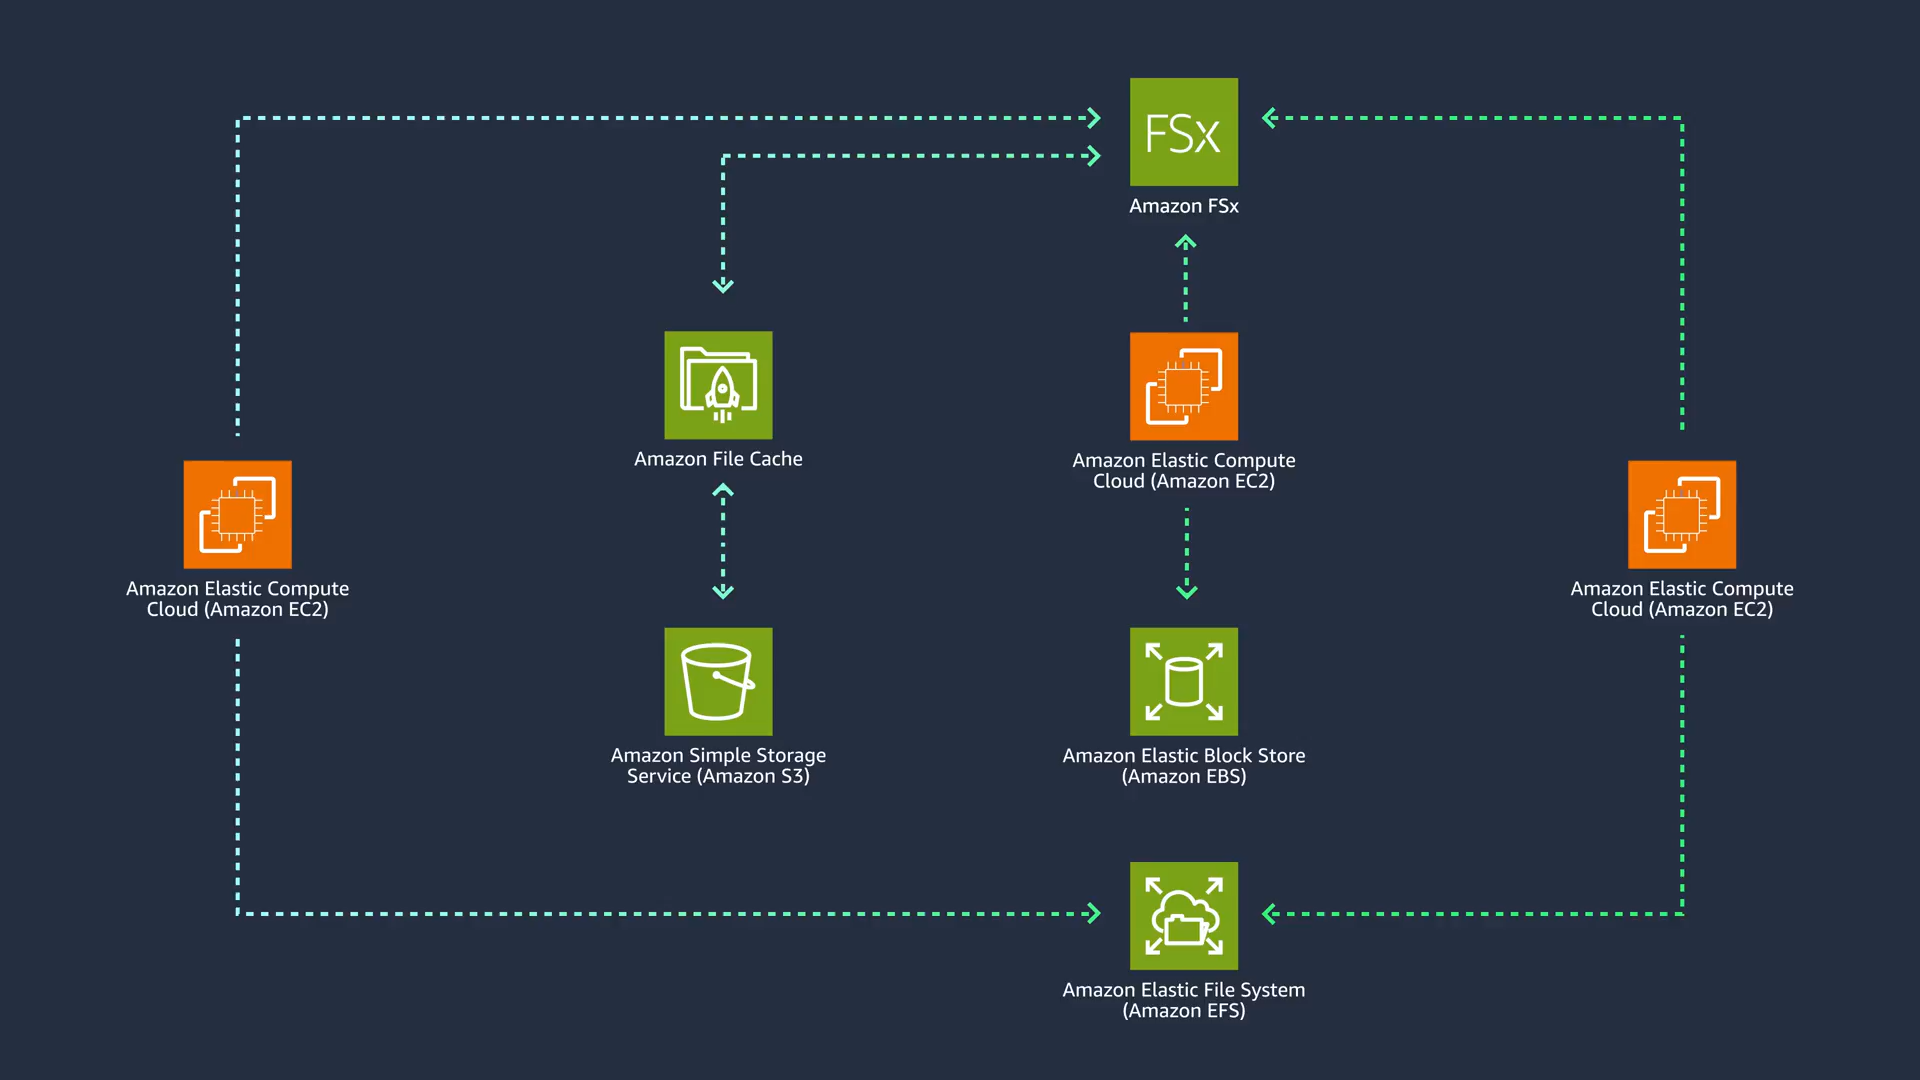 FSx
Amazon FSx
Amazon File Cache
Amazon Elastic Compute
Cloud (Amazon EC2)
Amazon Elastic Compute
Cloud (Amazon EC2)
Amazon Elastic Compute
Cloud (Amazon EC2)
Amazon Simple Storage
Service (Amazon S3)
Amazon Elastic Block Store
(Amazon EBS)
Amazon Elastic File System
(Amazon EFS)